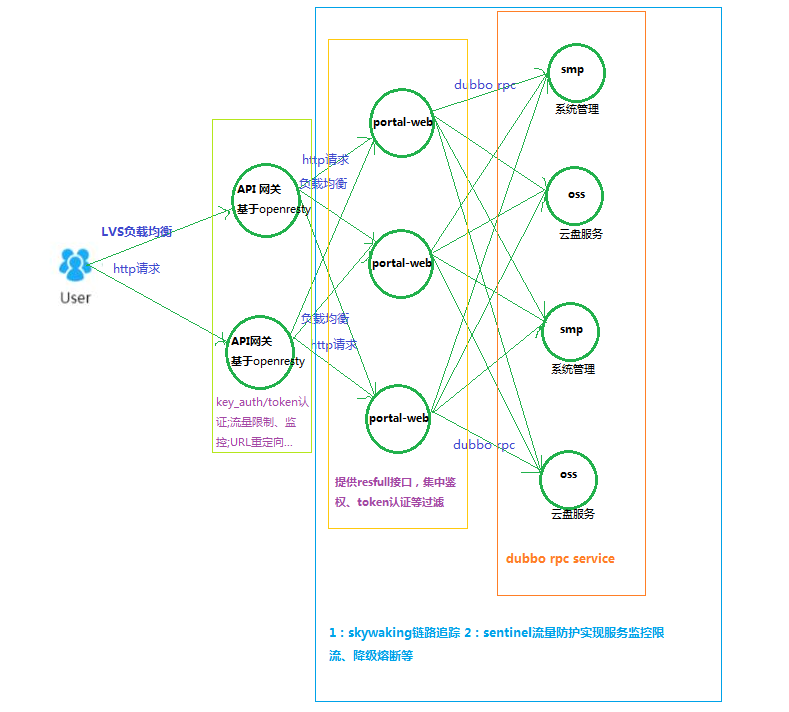 LVS负载均衡
http请求
User
API 网关
基于openresty
API网关
基于openresty
key_auth/token认
证;流量限制、监
控;URL重定向...
http请求
负载均衡
负载均衡
http请求
portal-web
portal-web
portal-web
提供resfull接口，集中鉴
权、token认证等过滤
dubbo rpc
dubbo rpc
smp
系统管理
oss
云盘服务
smp
系统管理
oss
云盘服务
dubbo rpc service
1：skywaking链路追踪 2：sentinel流量防护实现服务监控限
流、降级熔断等